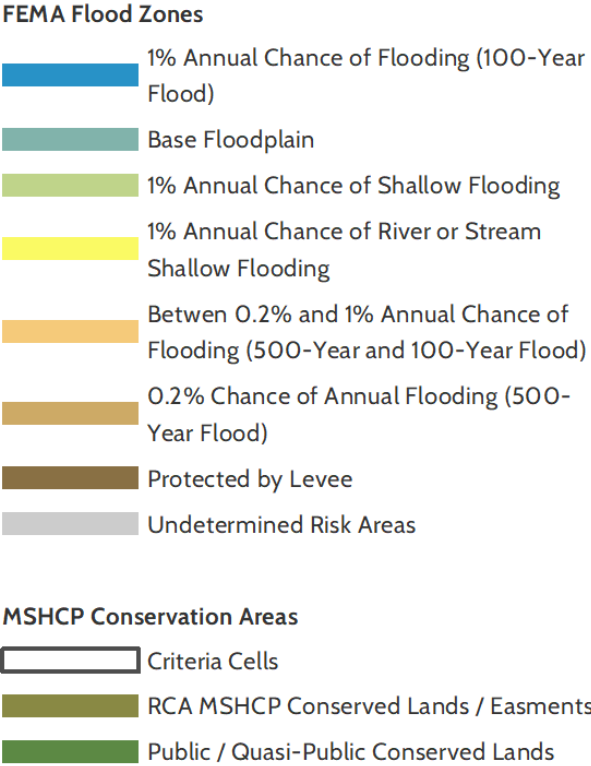 FEMA Flood Zones
1% Annual Chance of Flooding (100-Year
Flood)
Base Floodplain
1% Annual Chance of Shallow Flooding
1% Annual Chance of River or Stream
Shallow Flooding
Betwen 0.2% and 1% Annual Chance of
Flooding (500-Year and 100-Year Flood)
0.2% Chance of Annual Flooding (500-
Year Flood)
Protected by Levee
Undetermined Risk Areas
MSHCP Conservation Areas
Criteria Cells
RCA MSHCP Conserved Lands / Easments
Public / Quasi-Public Conserved Lands